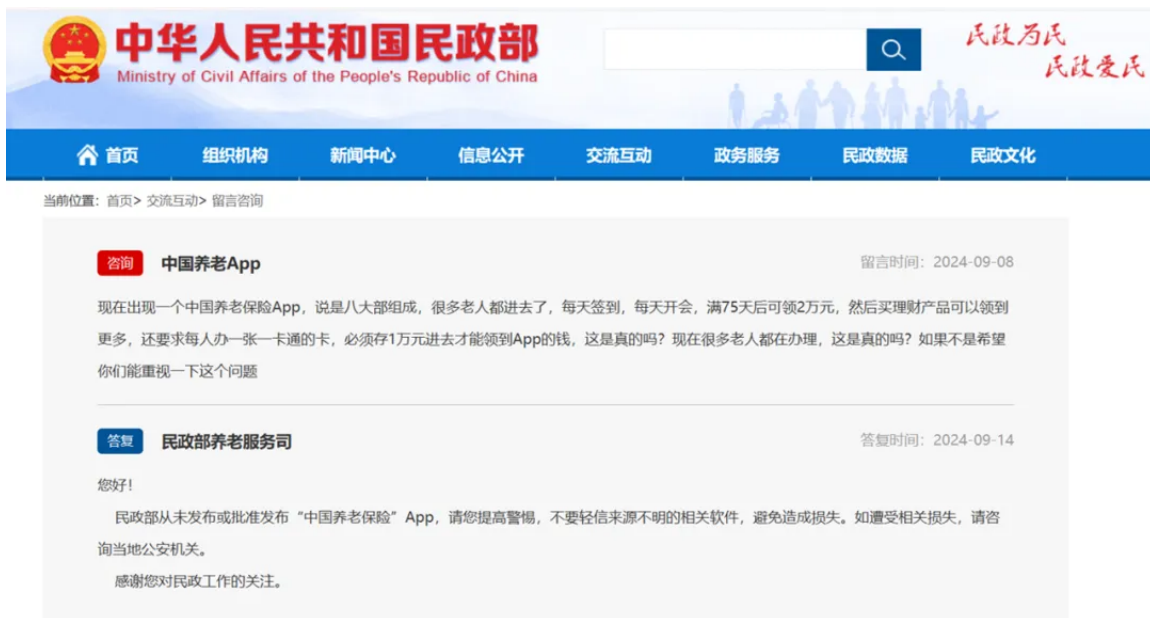 中华人民共和国民政部
Ministry of Civil Affairs of the People's Republic of China
民政为民
民政爱民
首页 组织机构 新闻中心 信息公开 交流互动 政务服务 民政数据 民政文化
当前位置：首页> 交流互动> 留言咨询
咨询 中国养老App 留言时间：2024-09-08
现在出现一个中国养老保险App，说是八大部组成，很多老人都进去了，每天签到，每天开会，满75天后可领2万元，然后买理财产品可以领到
更多，还要求每人办一张一卡通的卡，必须存1万元进去才能领到App的钱，这是真的吗？现在很多老人都在办理，这是真的吗？如果不是希望
你们能重视一下这个问题
答复 民政部养老服务司 答复时间：2024-09-14
您好！
民政部从未发布或批准发布“中国养老保险”App，请您提高警惕，不要轻信来源不明的相关软件，避免造成损失。如遭受相关损失，请咨
询当地公安机关。
感谢您对民政工作的关注。